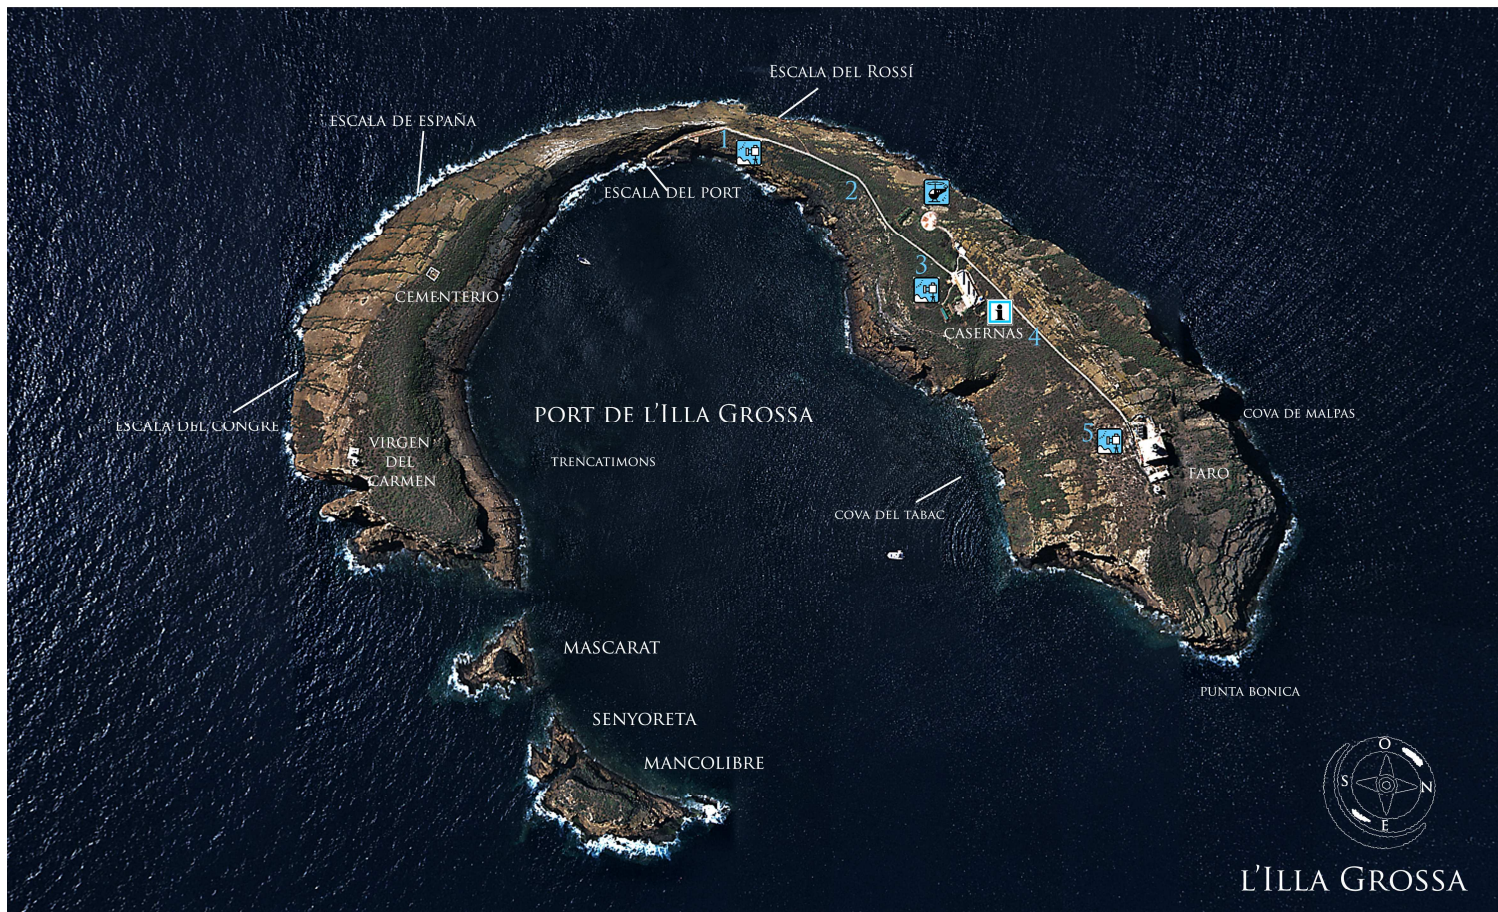 Escala del Rossí
escala de españa
1
escala del port
2
3
cementerio
casernas
4
port de l'Illa Grossa
cova de malpas
escala del congre
virgen
del
carmen
5
trencatimons
faro
cova del tabac
mascarat
punta bonica
senyoreta
mancolibre
O
S
N
E
l'Illa Grossa